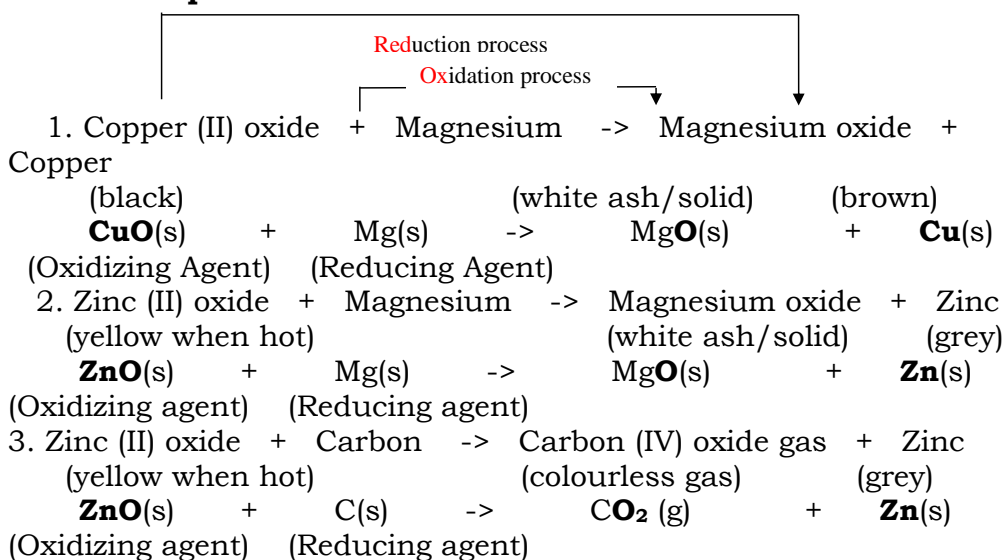 Reduction process
Oxidation process
1. Copper (II) oxide + Magnesium -> Magnesium oxide +
Copper
(black) (white ash/solid) (brown)
CuO(s) + Mg(s) -> MgO(s) + Cu(s)
(Oxidizing Agent) (Reducing Agent)
2. Zinc (II) oxide + Magnesium -> Magnesium oxide + Zinc
(yellow when hot) (white ash/solid) (grey)
ZnO(s) + Mg(s) -> MgO(s) + Zn(s)
(Oxidizing agent) (Reducing agent)
3. Zinc (II) oxide + Carbon -> Carbon (IV) oxide gas + Zinc
(yellow when hot) (colourless gas) (grey)
ZnO(s) + C(s) -> CO₂ (g) + Zn(s)
(Oxidizing agent) (Reducing agent)